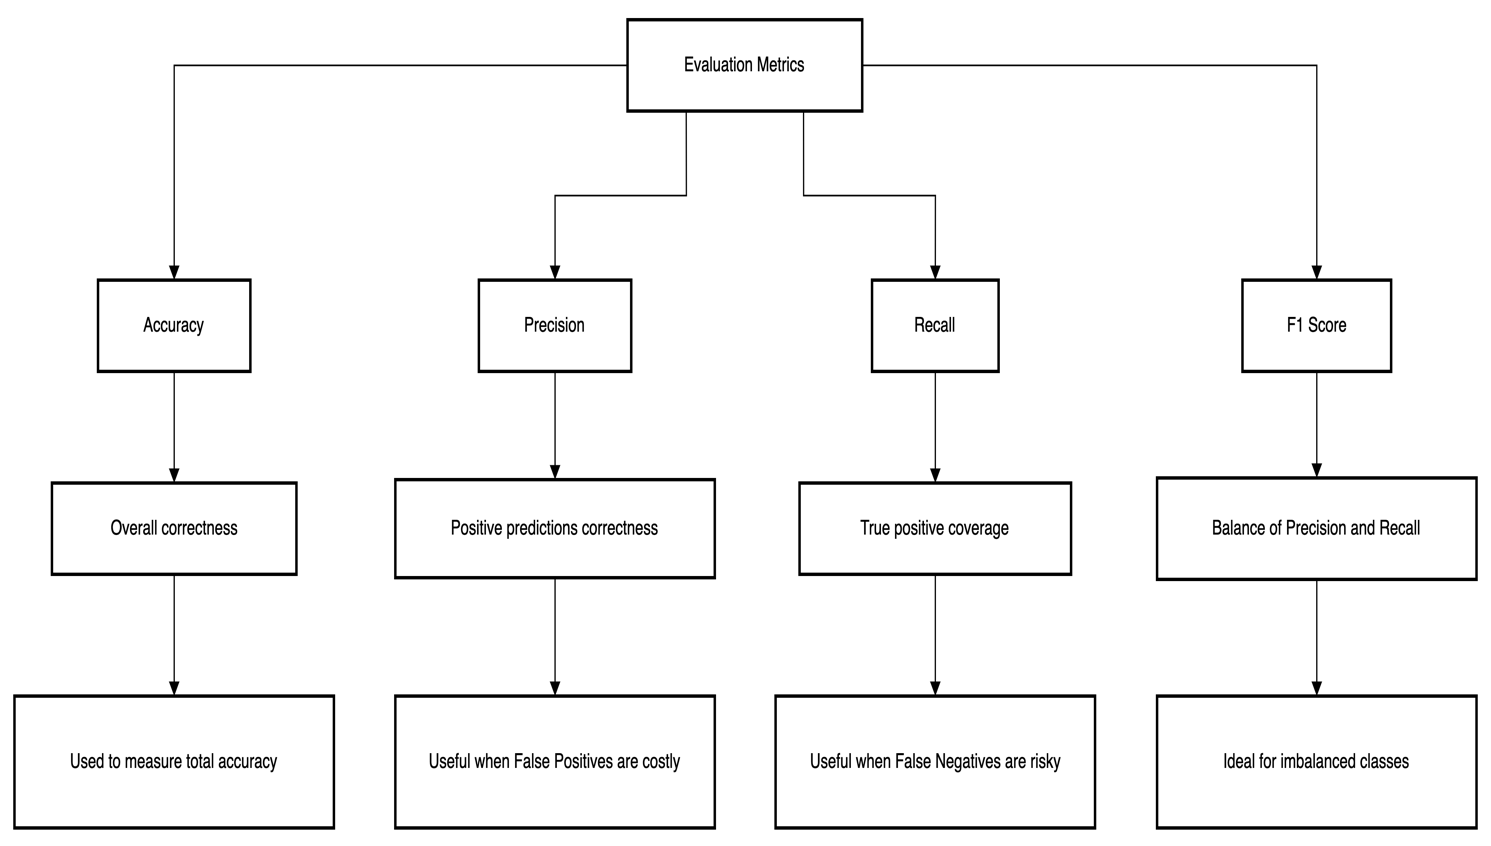 Evaluation Metrics
Accuracy
Precision
Recall
F1 Score
Overall correctness
Positive predictions correctness
True positive coverage
Balance of Precision and Recall
Used to measure total accuracy
Useful when False Positives are costly
Useful when False Negatives are risky
Ideal for imbalanced classes